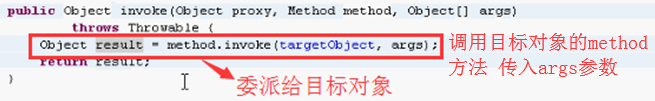 public Object invoke(Object proxy, Method method, Object[] args)
throws Throwable {
Object result = method.invoke(targetObject, args);
return result;
}
调用目标对象的method
方法 传入args参数
委派给目标对象